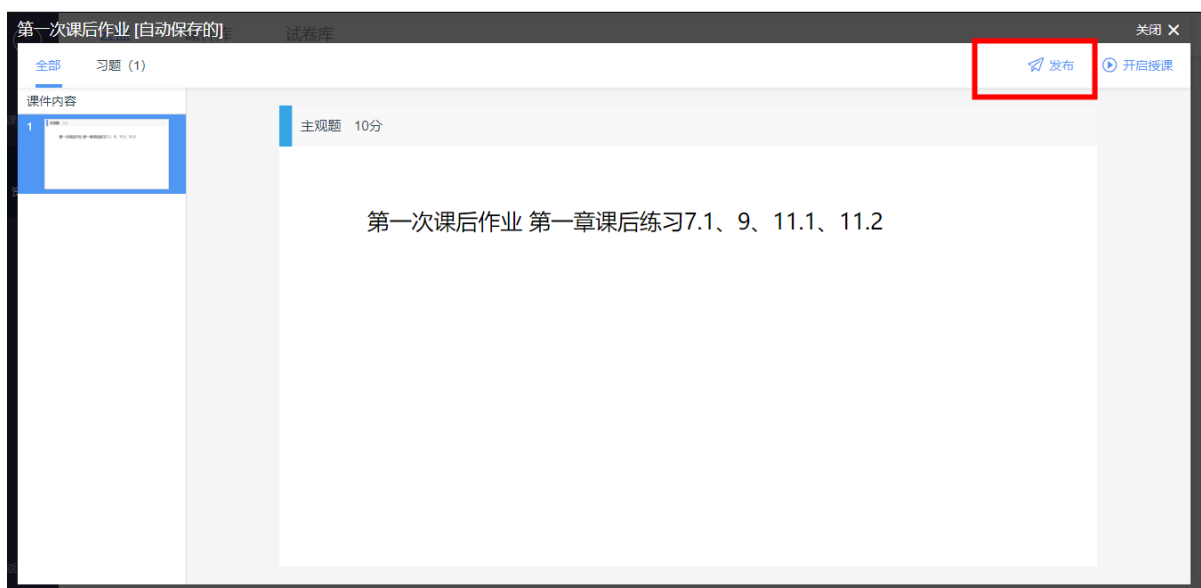 第一次课后作业 [自动保存的]
试卷库
关闭 X
全部 习题（1）
发布 开启授课
课件内容
1
主观题 10分
第一次课后作业 第一章课后练习7.1、9、11.1、11.2